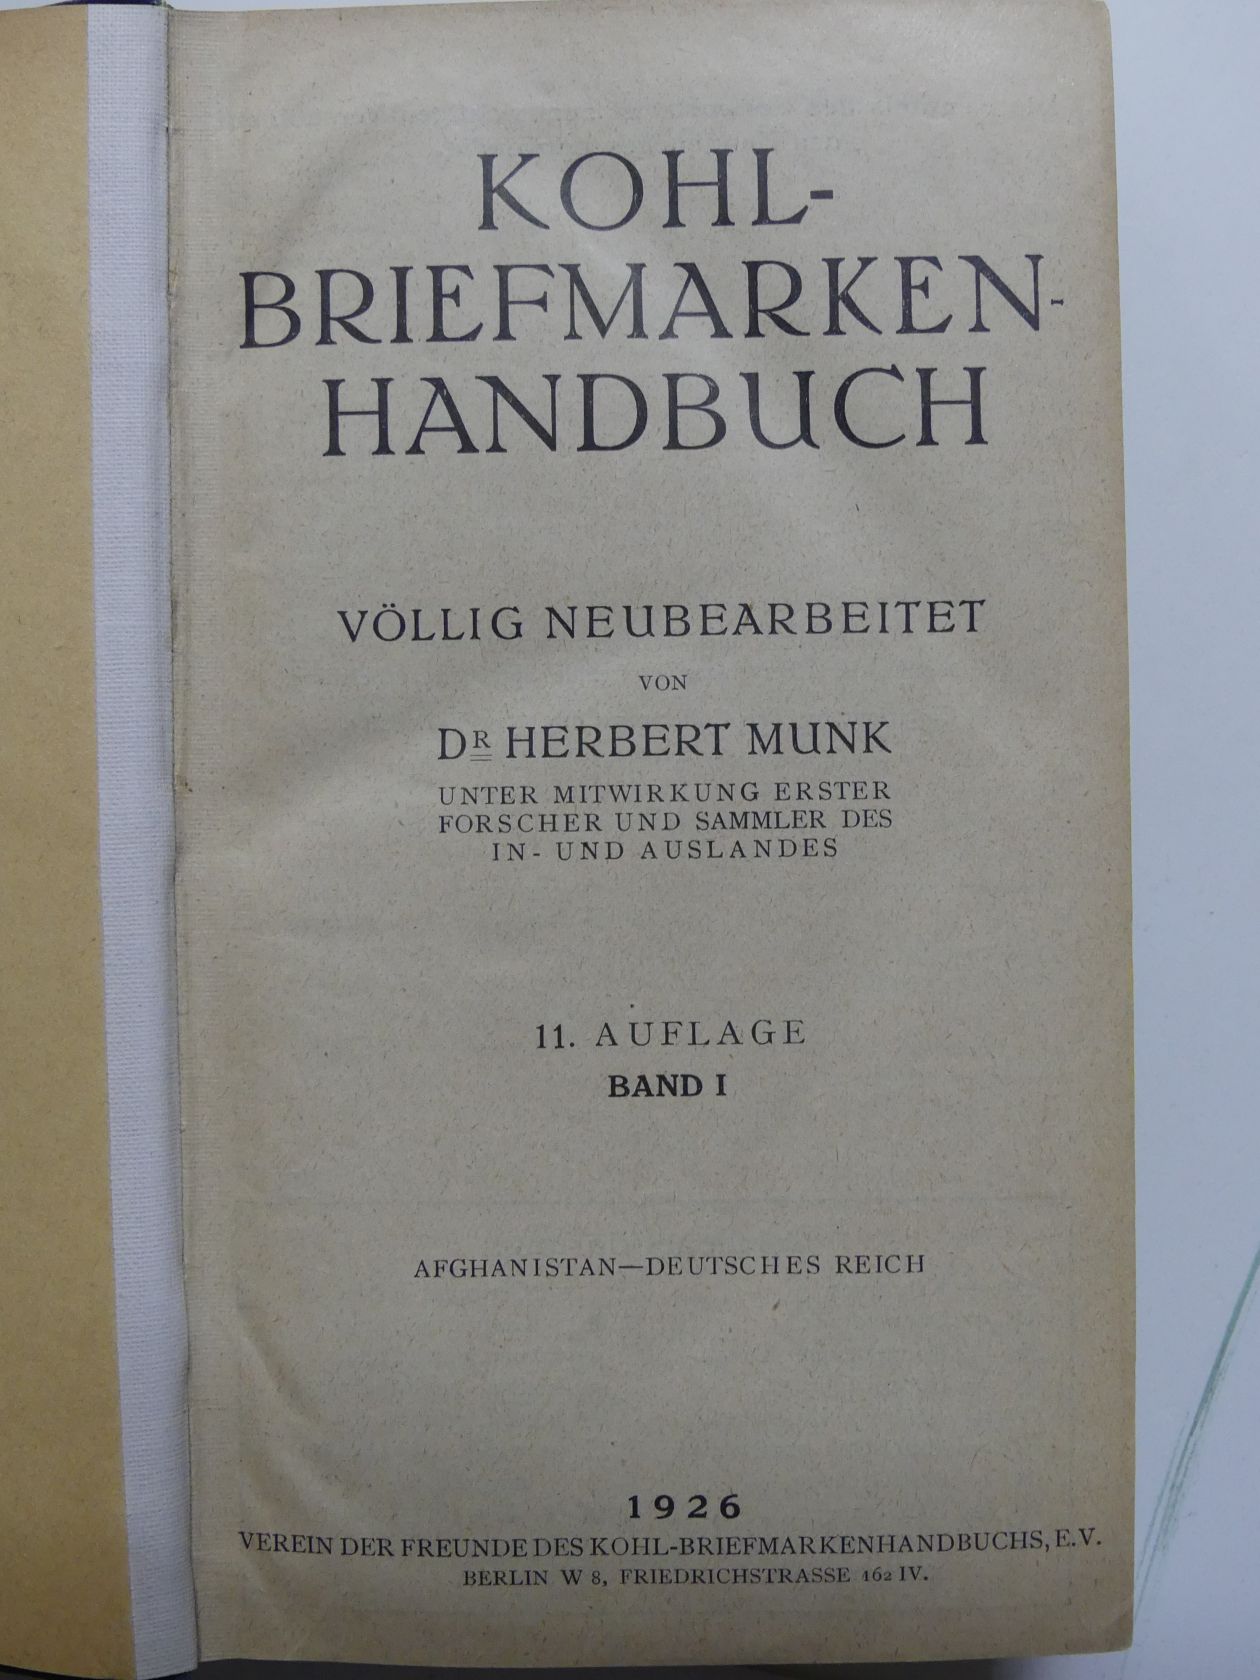 KOHL-
BRIEFMARKEN-
HANDBUCH
VÖLLIG NEUBEARBEITET
VON
DR HERBERT MUNK
UNTER MITWIRKUNG ERSTER
FORSCHER UND SAMMLER DES
IN- UND AUSLANDES
11. AUFLAGE
BAND I
AFGHANISTAN—DEUTSCHES REICH
1926
VEREIN DER FREUNDE DES KOHL-BRIEFMARKENHANDBUCHS, E.V.
BERLIN W 8, FRIEDRICHSTRASSE 162 IV.